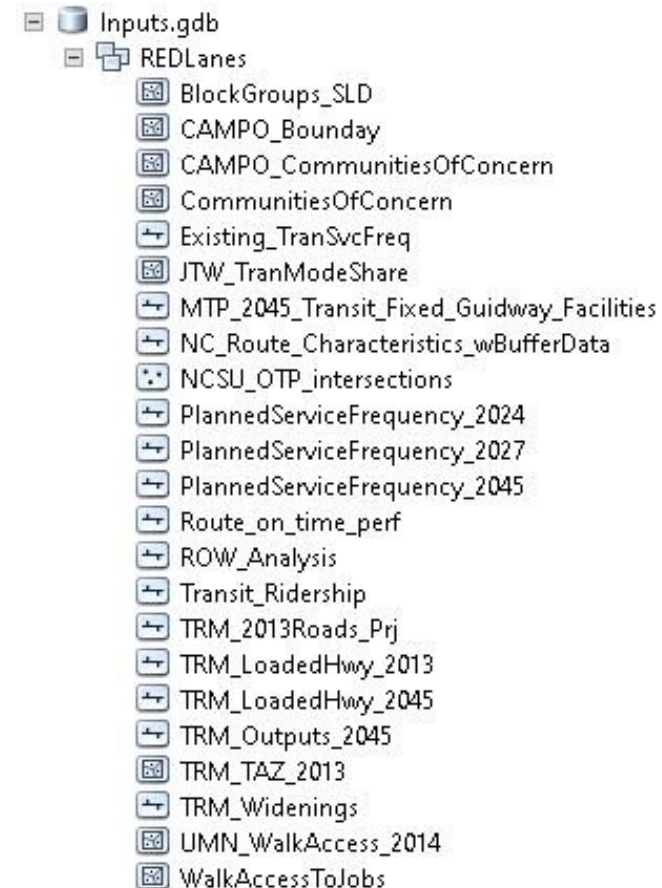 Inputs.gdb
REDLanes
BlockGroups_SLD
CAMPO_Bounday
CAMPO_CommunitiesOfConcern
CommunitiesOfConcern
Existing_TranSvcFreq
JTW_TranModeShare
MTP_2045_Transit_Fixed_Guidway_Facilities
NC_Route_Characteristics_wBufferData
NCSU_OTP_intersections
PlannedServiceFrequency_2024
PlannedServiceFrequency_2027
PlannedServiceFrequency_2045
Route_on_time_perf
ROW_Analysis
Transit_Ridership
TRM_2013Roads_Prj
TRM_LoadedHwy_2013
TRM_LoadedHwy_2045
TRM_Outputs_2045
TRM_TAZ_2013
TRM_Widenings
UMN_WalkAccess_2014
WalkAccessToJobs